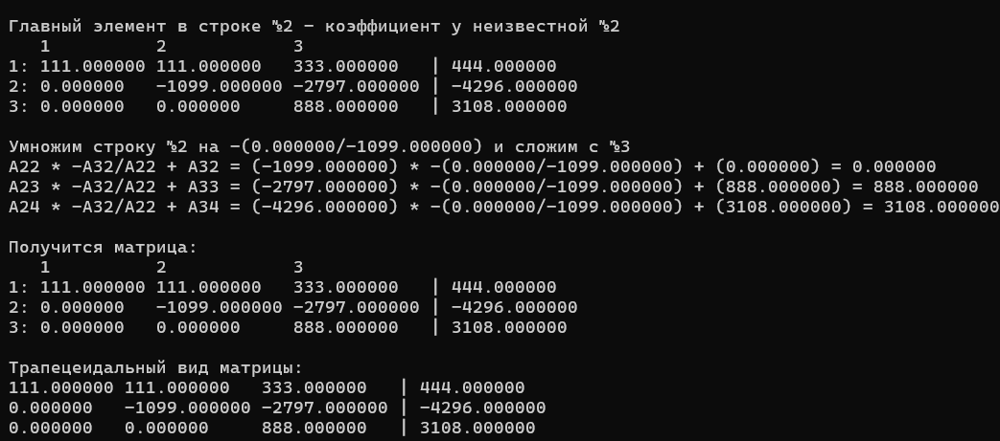 Главный элемент в строке №2 - коэффициент у неизвестной №2
   1          2            3
1: 111.000000 111.000000   333.000000   | 444.000000
2: 0.000000   -1099.000000 -2797.000000 | -4296.000000
3: 0.000000   0.000000     888.000000   | 3108.000000
Умножим строку №2 на -(0.000000/-1099.000000) и сложим с №3
A22 * -A32/A22 + A32 = (-1099.000000) * -(0.000000/-1099.000000) + (0.000000) = 0.000000
A23 * -A32/A22 + A33 = (-2797.000000) * -(0.000000/-1099.000000) + (888.000000) = 888.000000
A24 * -A32/A22 + A34 = (-4296.000000) * -(0.000000/-1099.000000) + (3108.000000) = 3108.000000
Получится матрица:
   1          2            3
1: 111.000000 111.000000   333.000000   | 444.000000
2: 0.000000   -1099.000000 -2797.000000 | -4296.000000
3: 0.000000   0.000000     888.000000   | 3108.000000
Трапецеидальный вид матрицы:
111.000000 111.000000   333.000000   | 444.000000
0.000000   -1099.000000 -2797.000000 | -4296.000000
0.000000   0.000000     888.000000   | 3108.000000